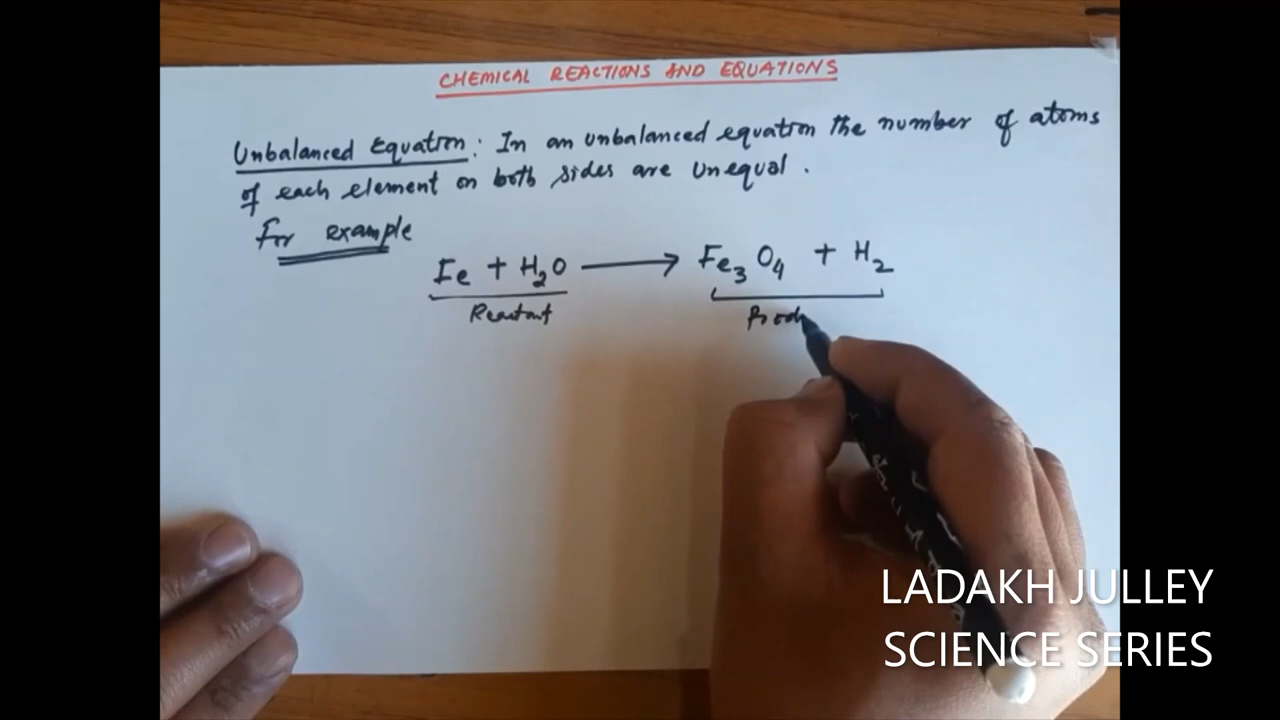 CHEMICAL REACTIONS AND EQUATIONS
Unbalanced Equation: In an unbalanced equation the number of atoms
of each element on both sides are unequal.
For example
Fe + H₂O ⟶ Fe₃O₄ + H₂
Reactant Produ
LADAKH JULLEY
SCIENCE SERIES